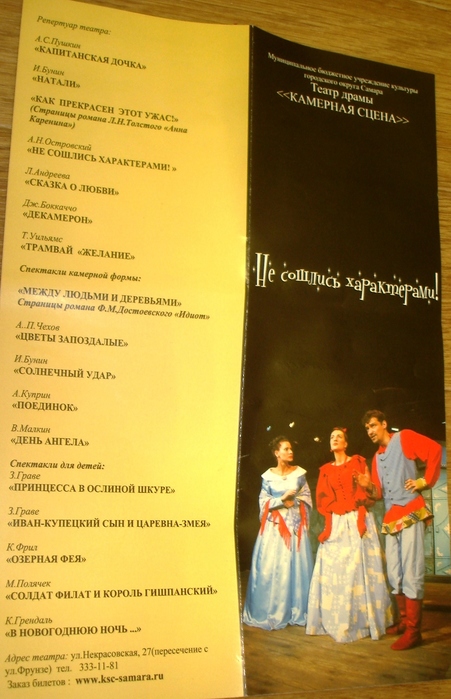 Репертуар театра:
А.С.Пушкин
«КАПИТАНСКАЯ ДОЧКА»
И.Бунин
«НАТАЛИ»
«КАК ПРЕКРАСЕН ЭТОТ УЖАС!»
(Страницы романа Л.Н.Толстого «Анна
Каренина»)
А.Н.Островский
«НЕ СОШЛИСЬ ХАРАКТЕРАМИ! »
Л.Андреева
«СКАЗКА О ЛЮБВИ»
Дж.Боккаччо
«ДЕКАМЕРОН»
Т.Уильямс
«ТРАМВАЙ «ЖЕЛАНИЕ»
Спектакли камерной формы:
«МЕЖДУ ЛЮДЬМИ И ДЕРЕВЬЯМИ»
Страницы романа Ф.М.Достоевского «Идиот»
А..П.Чехов
«ЦВЕТЫ ЗАПОЗДАЛЫЕ»
И.Бунин
«СОЛНЕЧНЫЙ УДАР»
А.Куприн
«ПОЕДИНОК»
В.Малкин
«ДЕНЬ АНГЕЛА»
Спектакли для детей:
З.Граве
«ПРИНЦЕССА В ОСЛИНОЙ ШКУРЕ»
З.Граве
«ИВАН-КУПЕЦКИЙ СЫН И ЦАРЕВНА-ЗМЕЯ»
К.Фрил
«ОЗЕРНАЯ ФЕЯ»
М.Полячек
«СОЛДАТ ФИЛАТ И КОРОЛЬ ГИШПАНСКИЙ»
К.Грендаль
«В НОВОГОДНЮЮ НОЧЬ ...»
Адрес театра: ул.Некрасовская, 27(пересечение с
ул.Фрунзе) тел. 333-11-81
Заказ билетов : www.ksc-samara.ru
Муниципальное бюджетное учреждение культуры
городского округа Самара
Театр драмы
<<КАМЕРНАЯ СЦЕНА>>
Не сошлись характерами!